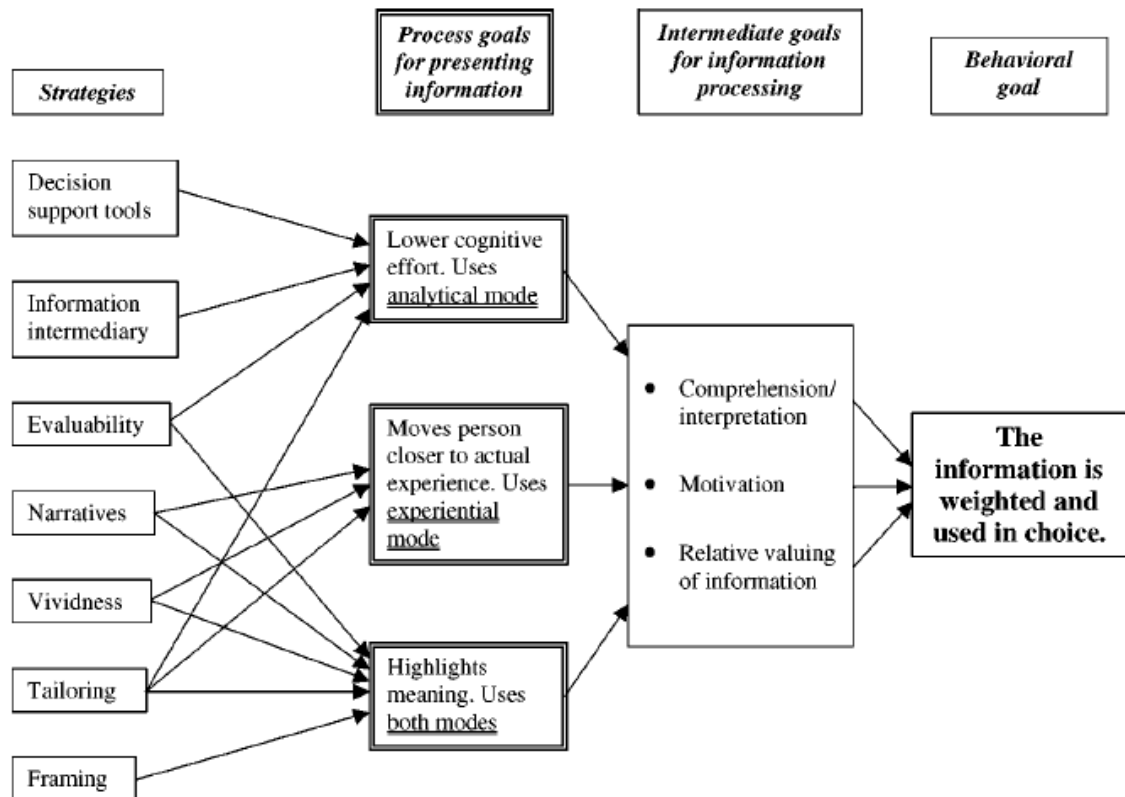 Strategies
Process goals
for presenting
information
Intermediate goals
for information
processing
Behavioral
goal
Decision
support tools
Information
intermediary
Evaluability
Narratives
Vividness
Tailoring
Framing
Lower cognitive
effort. Uses
analytical mode
Moves person
closer to actual
experience. Uses
experiential
mode
Highlights
meaning. Uses
both modes
• Comprehension/
interpretation
• Motivation
• Relative valuing
of information
The
information is
weighted and
used in choice.